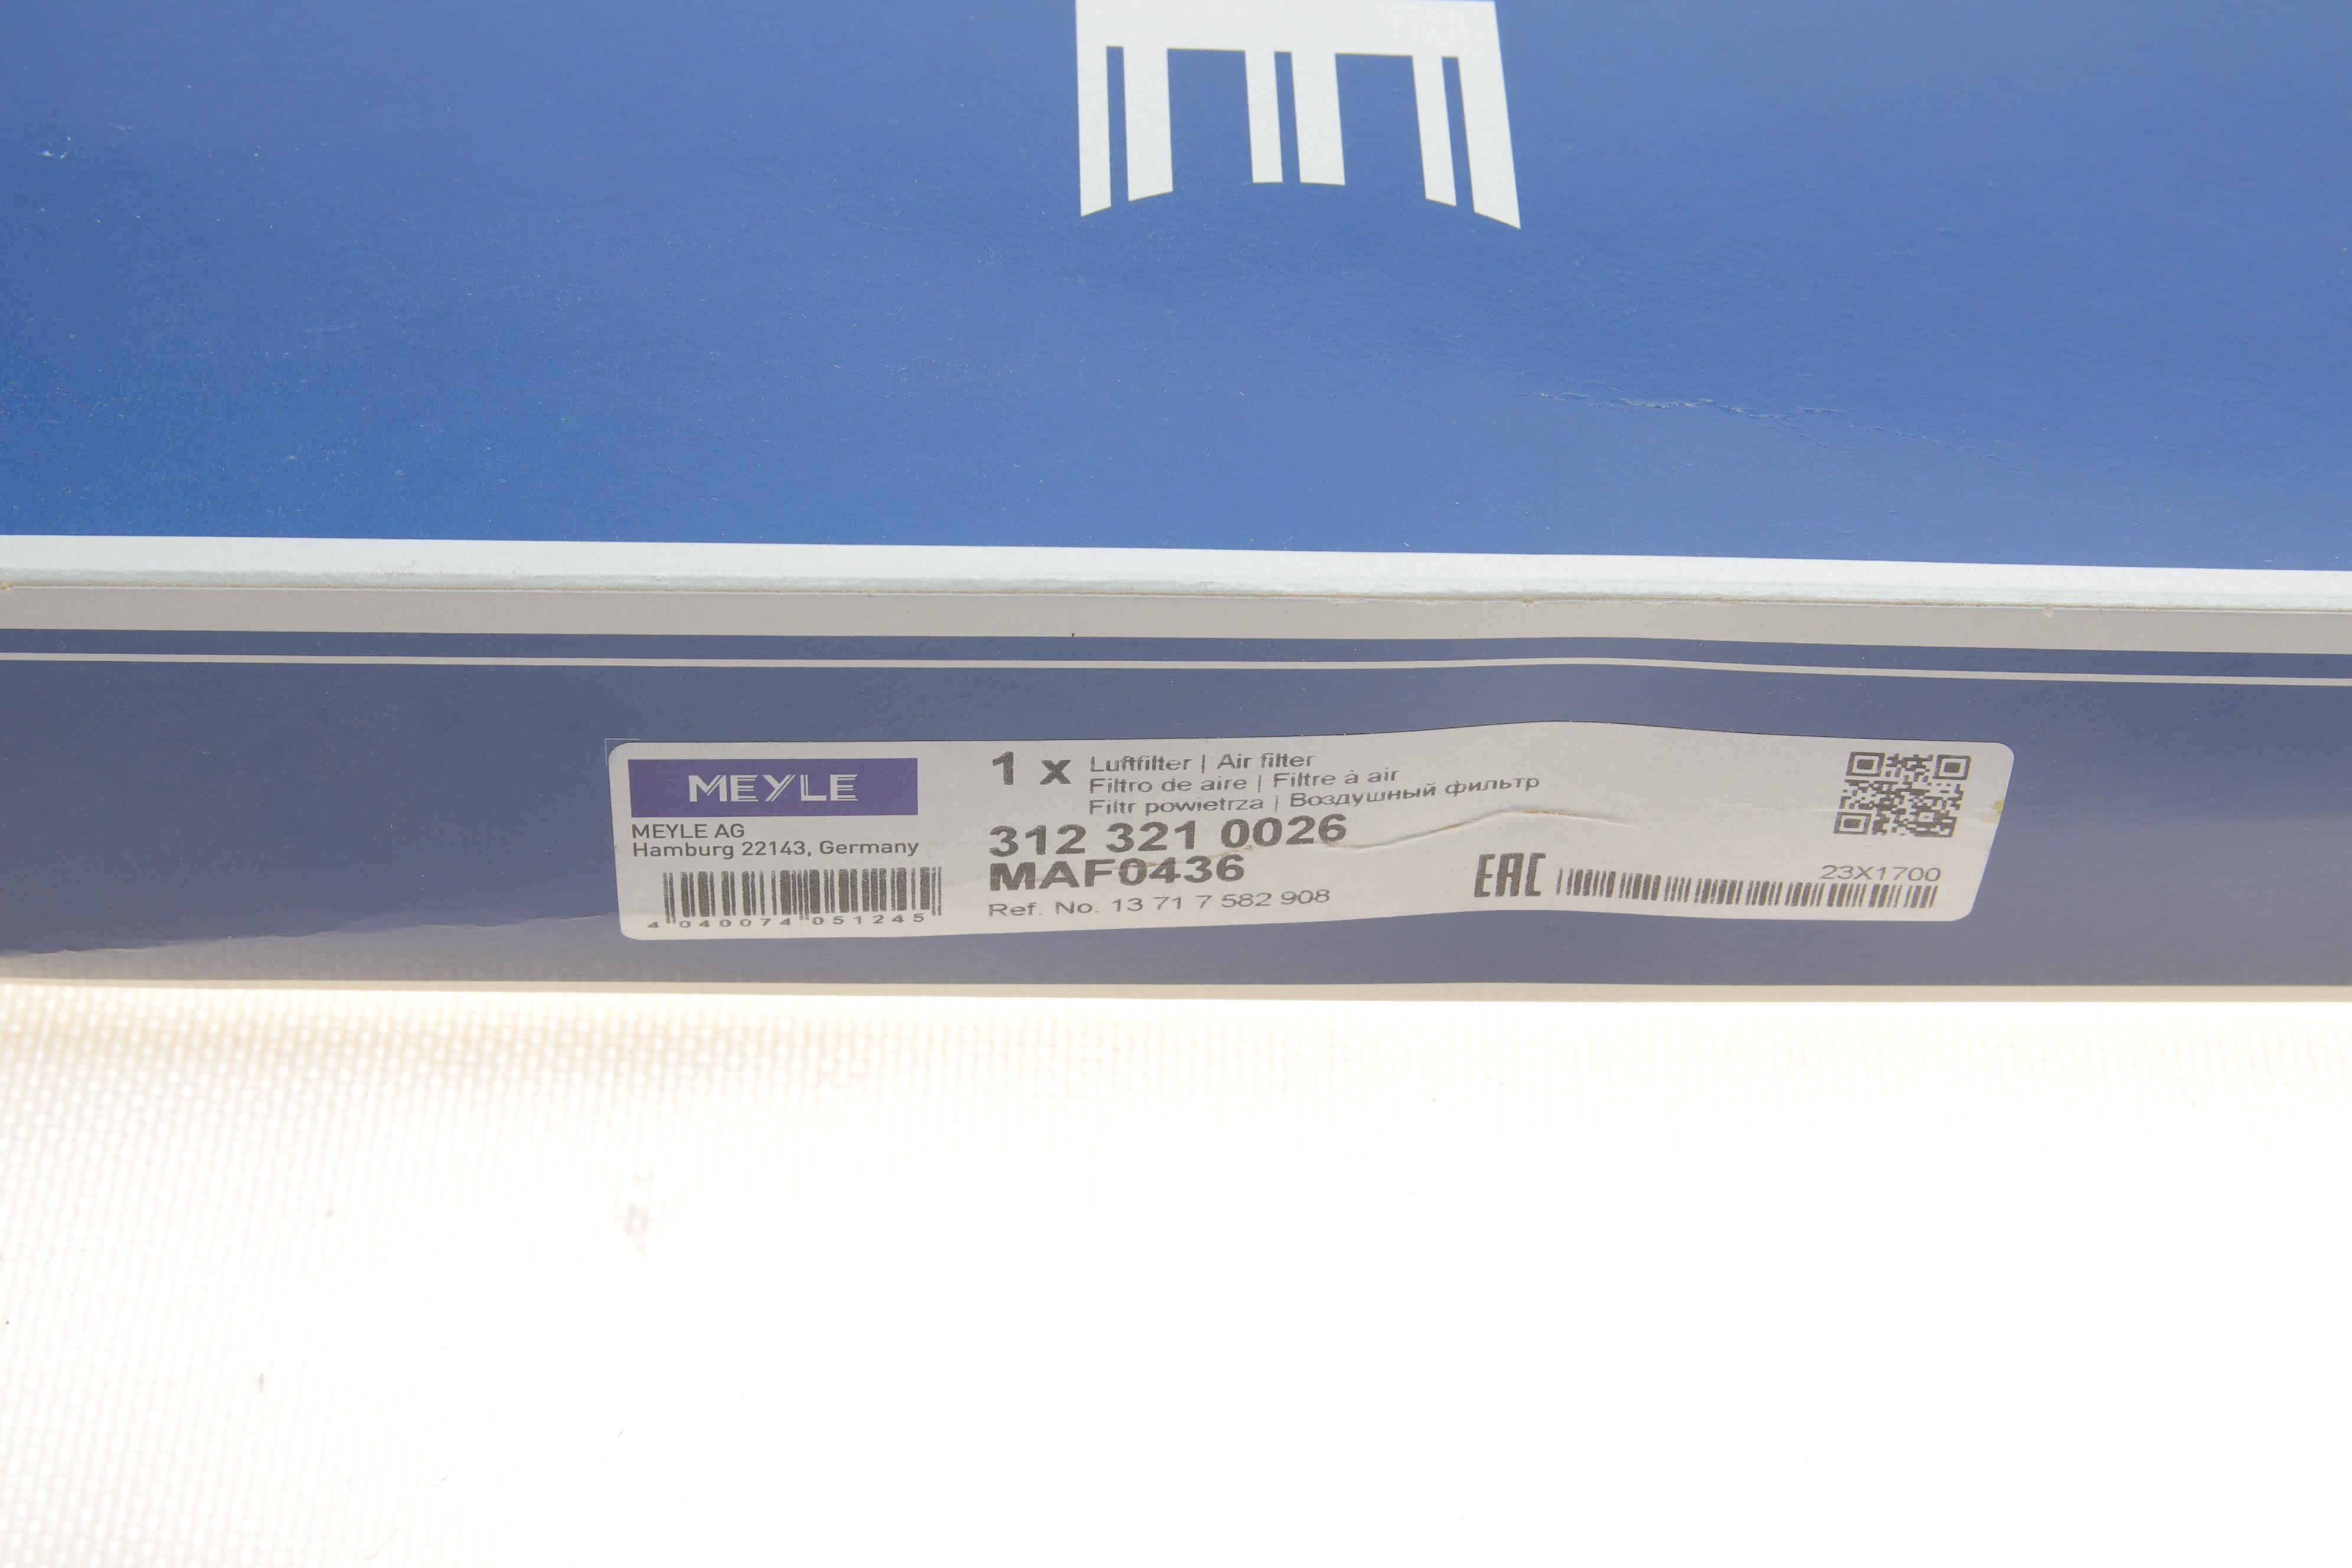 E
MEYLE
MEYLE AG
Hamburg 22143, Germany
4 040074 051245
1 x
Luftfilter | Air filter
Filtro de aire | Filtre à air
Filtr powietrza | Воздушный фильтр
312 321 0026
MAF0436
Ref. No. 13 71 7 582 908
EAC
23X1700